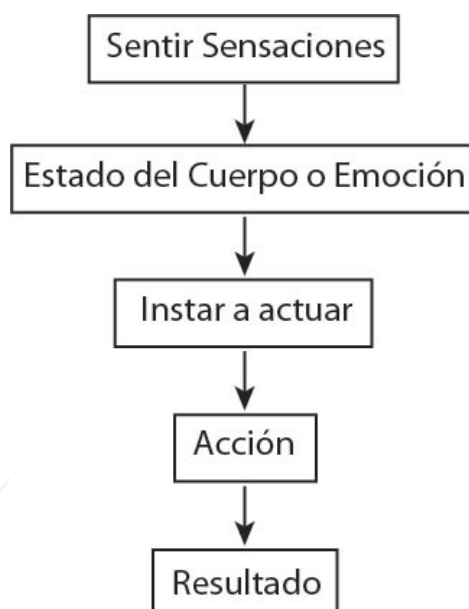 Sentir Sensaciones
Estado del Cuerpo o Emoción
Instar a actuar
Acción
Resultado